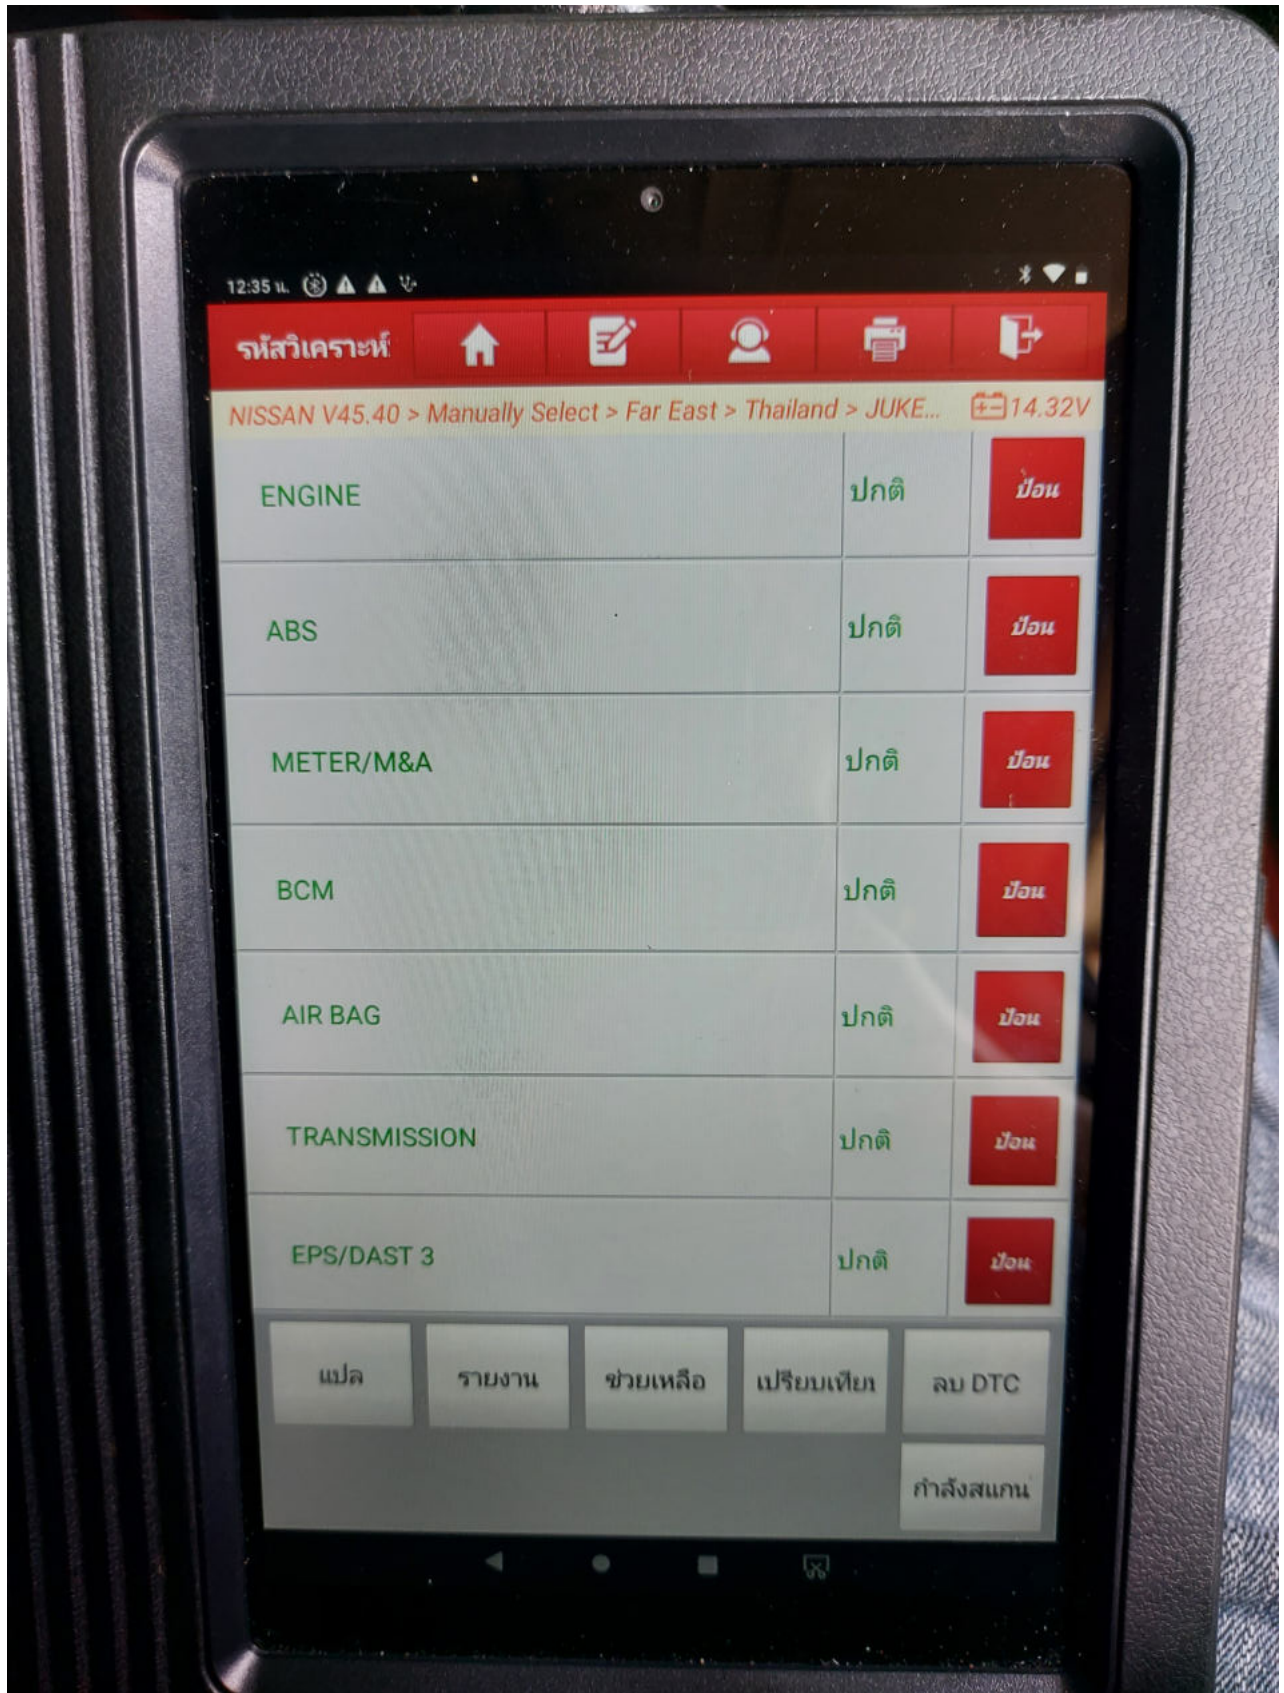 12:35 น.
รหัสวิเคราะห์
NISSAN V45.40 > Manually Select > Far East > Thailand > JUKE... 14.32V
ENGINE ปกติ ป้อน
ABS ปกติ ป้อน
METER/M&A ปกติ ป้อน
BCM ปกติ ป้อน
AIR BAG ปกติ ป้อน
TRANSMISSION ปกติ ป้อน
EPS/DAST 3 ปกติ ป้อน
แปล รายงาน ช่วยเหลือ เปรียบเทียบ ลบ DTC
กำลังสแกน